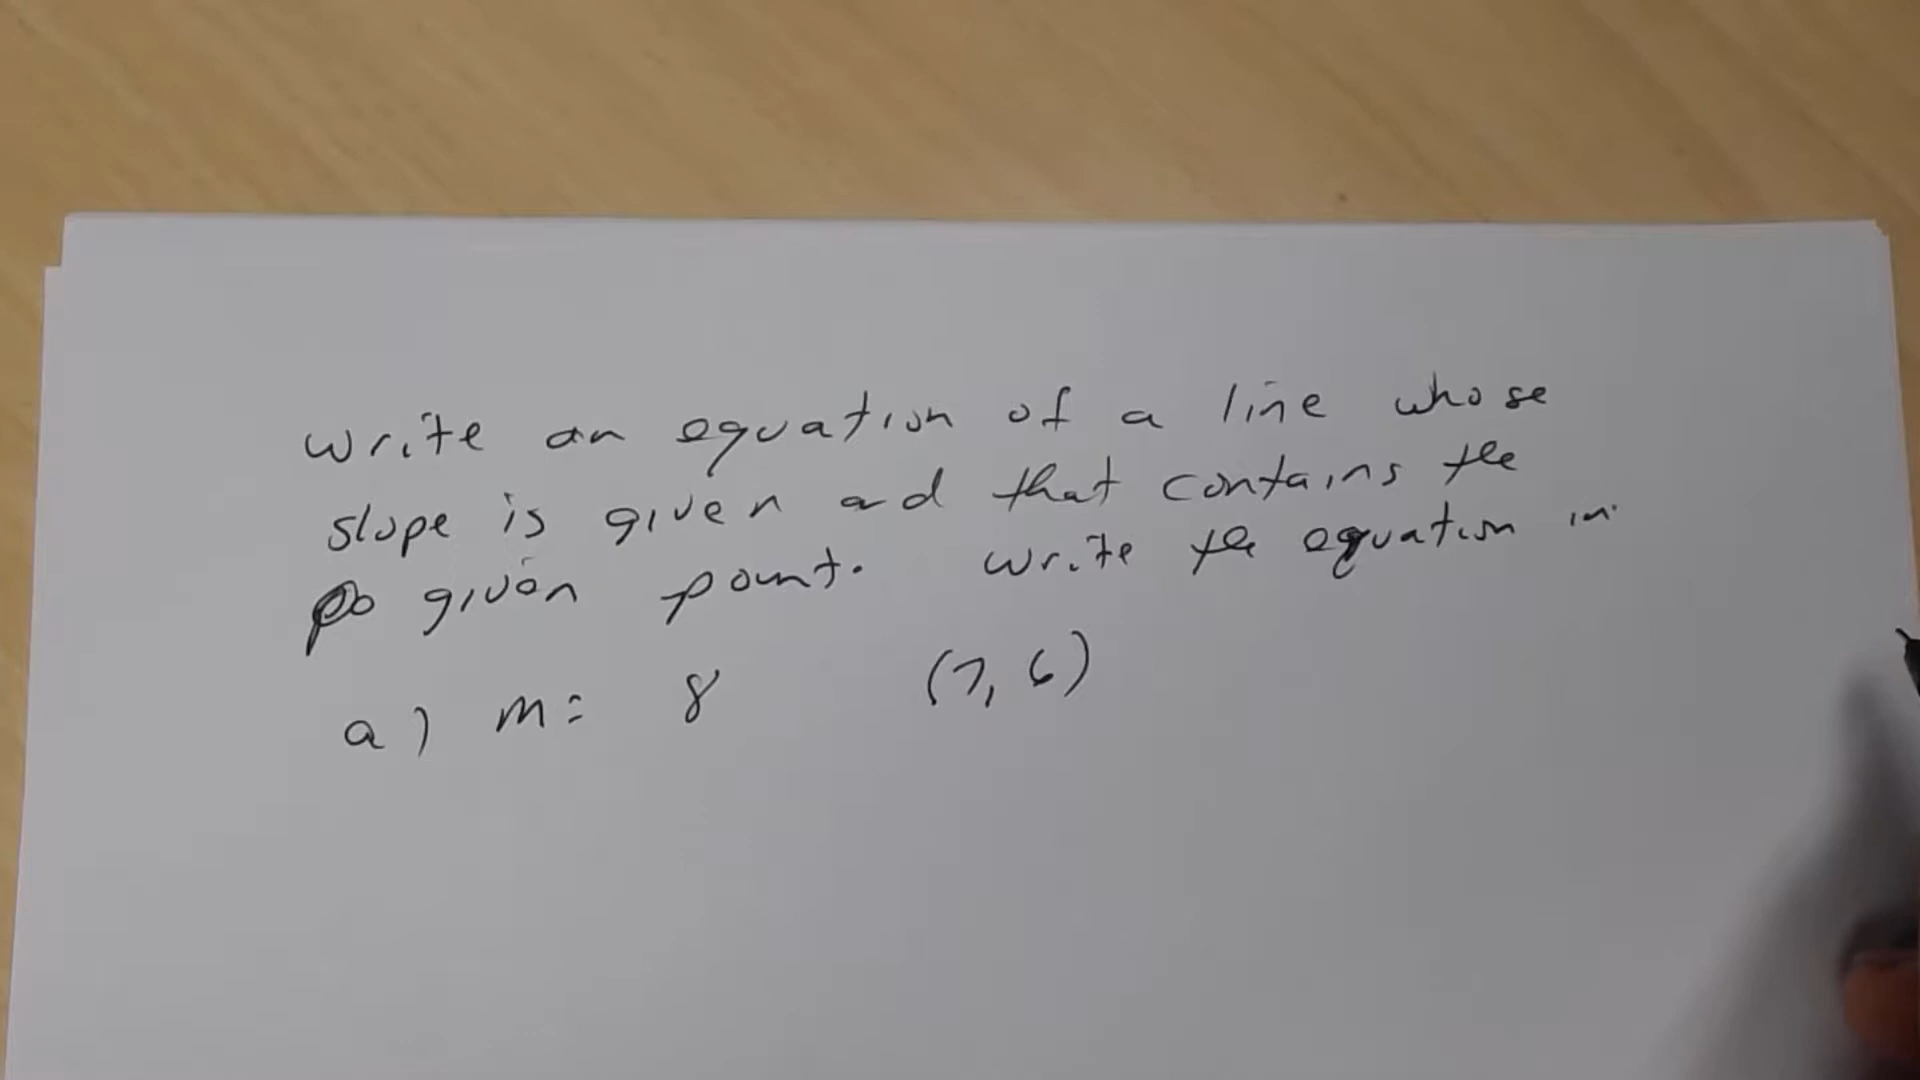 write an equation of a line whose
slope is given and that contains the
given point. write the equation in
a) m= 8 (7, 6)